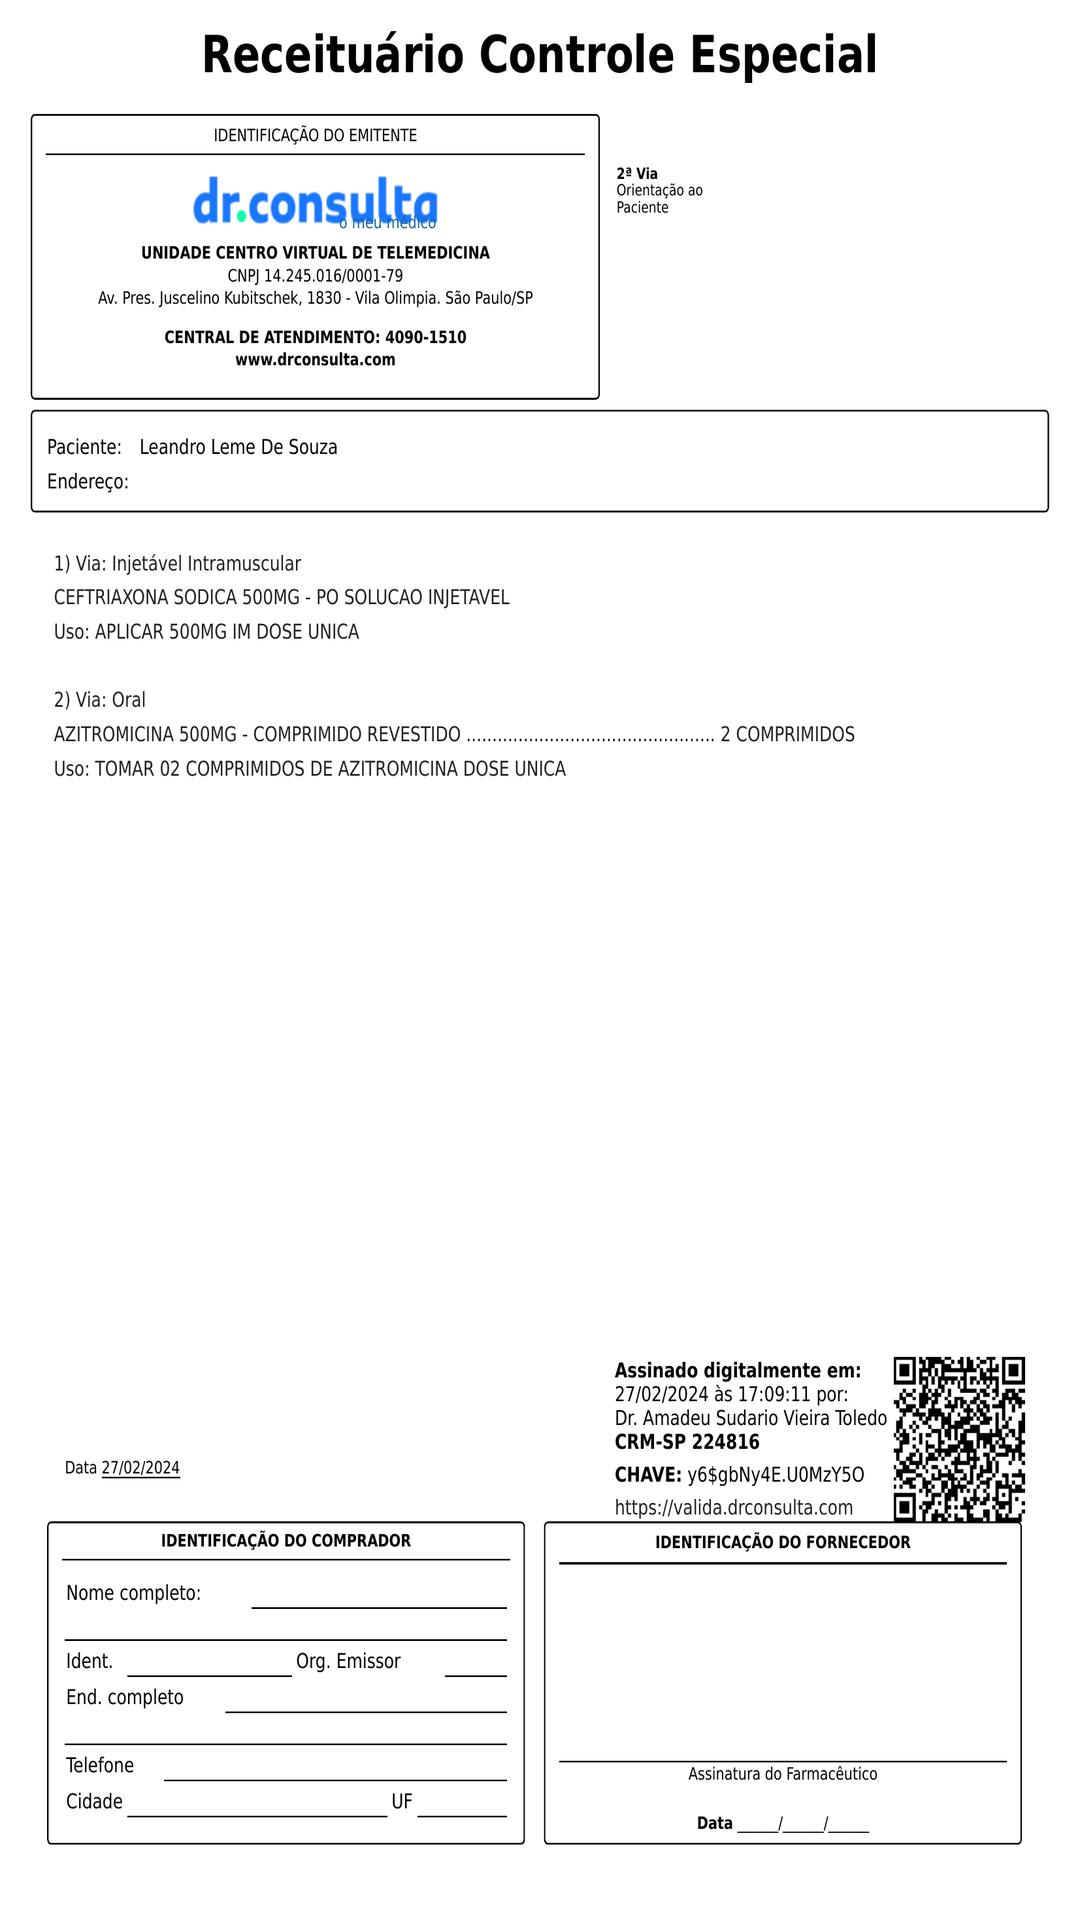 Receituário Controle Especial
IDENTIFICAÇÃO DO EMITENTE
dr.consulta
o meu médico
UNIDADE CENTRO VIRTUAL DE TELEMEDICINA
CNPJ 14.245.016/0001-79
Av. Pres. Juscelino Kubitschek, 1830 - Vila Olimpia. São Paulo/SP
CENTRAL DE ATENDIMENTO: 4090-1510
www.drconsulta.com
2ª Via
Orientação ao
Paciente
Paciente: Leandro Leme De Souza
Endereço:
1) Via: Injetável Intramuscular
CEFTRIAXONA SODICA 500MG - PO SOLUCAO INJETAVEL
Uso: APLICAR 500MG IM DOSE UNICA
2) Via: Oral
AZITROMICINA 500MG - COMPRIMIDO REVESTIDO ................................................ 2 COMPRIMIDOS
Uso: TOMAR 02 COMPRIMIDOS DE AZITROMICINA DOSE UNICA
Assinado digitalmente em:
27/02/2024 às 17:09:11 por:
Dr. Amadeu Sudario Vieira Toledo
CRM-SP 224816
Data 27/02/2024
CHAVE: y6$gbNy4E.U0MzY5O
https://valida.drconsulta.com
IDENTIFICAÇÃO DO COMPRADOR
Nome completo:
Ident. Org. Emissor
End. completo
Telefone
Cidade UF
IDENTIFICAÇÃO DO FORNECEDOR
Assinatura do Farmacêutico
Data _____/_____/_____